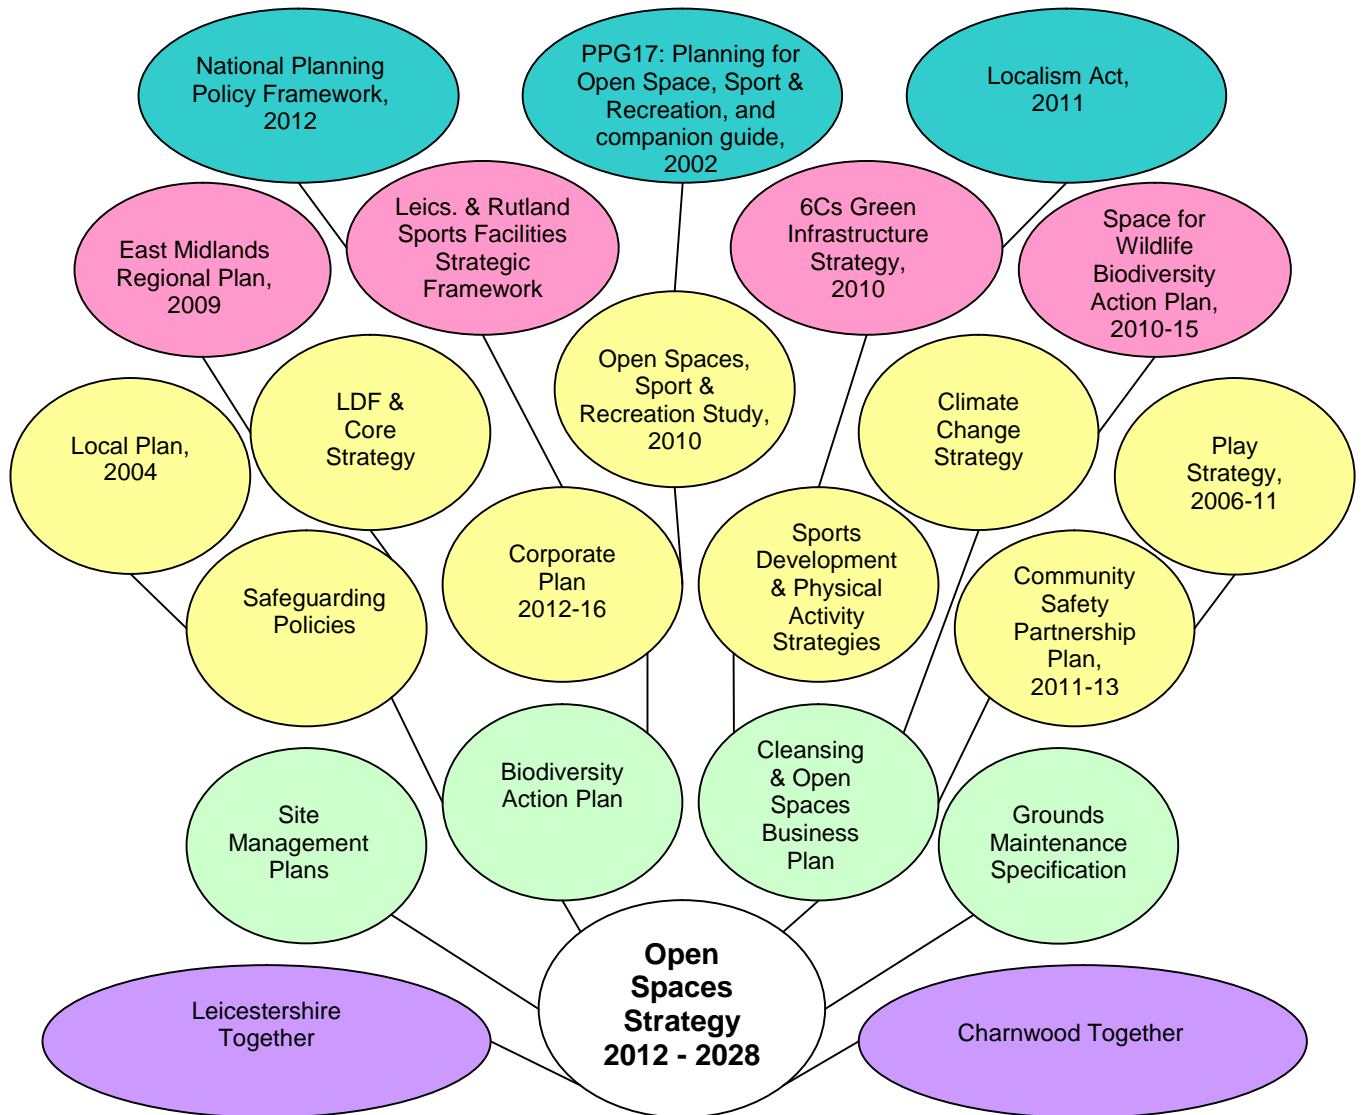 National Planning
Policy Framework,
2012
PPG17: Planning for
Open Space, Sport &
Recreation, and
companion guide,
2002
Localism Act,
2011
East Midlands
Regional Plan,
2009
Leics. & Rutland
Sports Facilities
Strategic
Framework
6Cs Green
Infrastructure
Strategy,
2010
Space for
Wildlife
Biodiversity
Action Plan,
2010-15
Local Plan,
2004
LDF &
Core
Strategy
Open Spaces,
Sport &
Recreation Study,
2010
Climate
Change
Strategy
Play
Strategy,
2006-11
Safeguarding
Policies
Corporate
Plan
2012-16
Sports
Development
& Physical
Activity
Strategies
Community
Safety
Partnership
Plan,
2011-13
Site
Management
Plans
Biodiversity
Action Plan
Cleansing
& Open
Spaces
Business
Plan
Grounds
Maintenance
Specification
Leicestershire
Together
Open
Spaces
Strategy
2012 - 2028
Charnwood Together